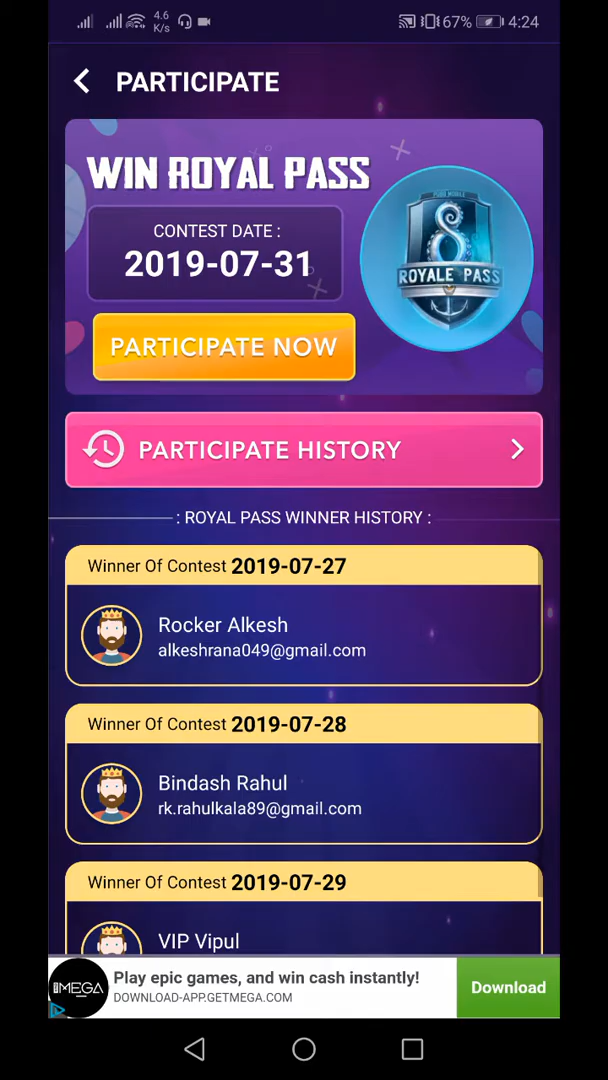 4.6
K/s
67%
4:24
PARTICIPATE
WIN ROYAL PASS
CONTEST DATE :
2019-07-31
PUBG MOBILE
8
ROYALE PASS
PARTICIPATE NOW
PARTICIPATE HISTORY
: ROYAL PASS WINNER HISTORY :
Winner Of Contest 2019-07-27
Rocker Alkesh
alkeshrana049@gmail.com
Winner Of Contest 2019-07-28
Bindash Rahul
rk.rahulkala89@gmail.com
Winner Of Contest 2019-07-29
VIP Vipul
MEGA
Play epic games, and win cash instantly!
DOWNLOAD-APP.GETMEGA.COM
Download